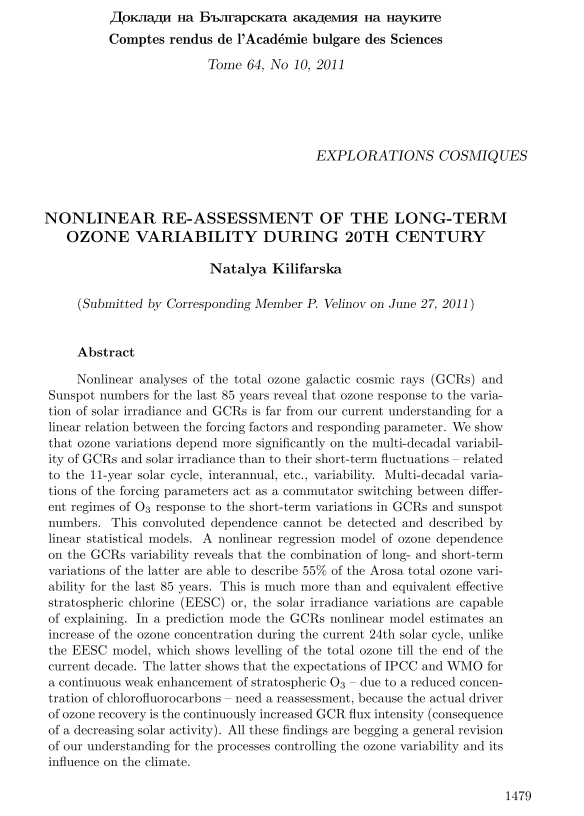 Доклади на Българската академия на науките
Comptes rendus de l'Académie bulgare des Sciences
Tome 64, No 10, 2011
EXPLORATIONS COSMIQUES
NONLINEAR RE-ASSESSMENT OF THE LONG-TERM
OZONE VARIABILITY DURING 20TH CENTURY
Natalya Kilifarska
(Submitted by Corresponding Member P. Velinov on June 27, 2011)
Abstract
Nonlinear analyses of the total ozone galactic cosmic rays (GCRs) and
Sunspot numbers for the last 85 years reveal that ozone response to the varia-
tion of solar irradiance and GCRs is far from our current understanding for a
linear relation between the forcing factors and responding parameter. We show
that ozone variations depend more significantly on the multi-decadal variabil-
ity of GCRs and solar irradiance than to their short-term fluctuations – related
to the 11-year solar cycle, interannual, etc., variability. Multi-decadal varia-
tions of the forcing parameters act as a commutator switching between differ-
ent regimes of O₃ response to the short-term variations in GCRs and sunspot
numbers. This convoluted dependence cannot be detected and described by
linear statistical models. A nonlinear regression model of ozone dependence
on the GCRs variability reveals that the combination of long- and short-term
variations of the latter are able to describe 55% of the Arosa total ozone vari-
ability for the last 85 years. This is much more than and equivalent effective
stratospheric chlorine (EESC) or, the solar irradiance variations are capable
of explaining. In a prediction mode the GCRs nonlinear model estimates an
increase of the ozone concentration during the current 24th solar cycle, unlike
the EESC model, which shows levelling of the total ozone till the end of the
current decade. The latter shows that the expectations of IPCC and WMO for
a continuous weak enhancement of stratospheric O₃ – due to a reduced concen-
tration of chlorofluorocarbons – need a reassessment, because the actual driver
of ozone recovery is the continuously increased GCR flux intensity (consequence
of a decreasing solar activity). All these findings are begging a general revision
of our understanding for the processes controlling the ozone variability and its
influence on the climate.
1479